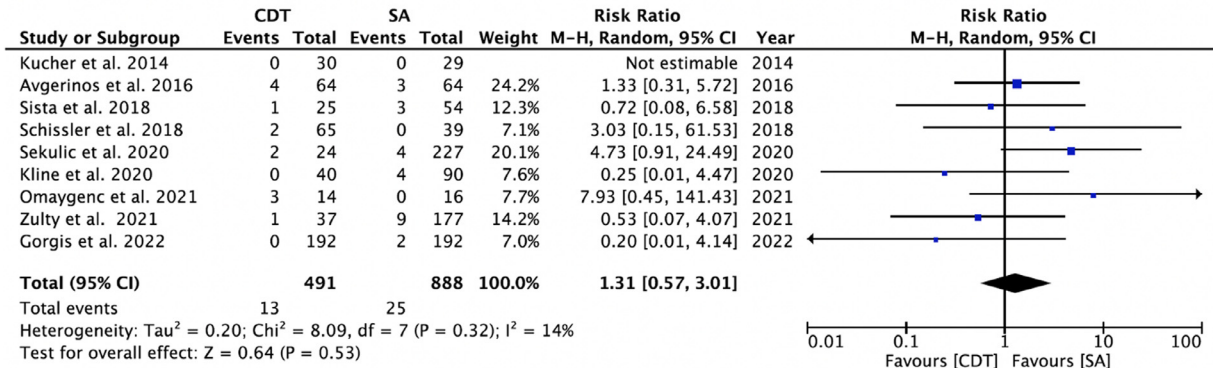 CDT SA Risk Ratio Risk Ratio
Study or Subgroup Events Total Events Total Weight M-H, Random, 95% CI Year M-H, Random, 95% CI
Kucher et al. 2014 0 30 0 29 Not estimable 2014
Avgerinos et al. 2016 4 64 3 64 24.2% 1.33 [0.31, 5.72] 2016
Sista et al. 2018 1 25 3 54 12.3% 0.72 [0.08, 6.58] 2018
Schissler et al. 2018 2 65 0 39 7.1% 3.03 [0.15, 61.53] 2018
Sekulic et al. 2020 2 24 4 227 20.1% 4.73 [0.91, 24.49] 2020
Kline et al. 2020 0 40 4 90 7.6% 0.25 [0.01, 4.47] 2020
Omaygenc et al. 2021 3 14 0 16 7.7% 7.93 [0.45, 141.43] 2021
Zulty et al. 2021 1 37 9 177 14.2% 0.53 [0.07, 4.07] 2021
Gorgis et al. 2022 0 192 2 192 7.0% 0.20 [0.01, 4.14] 2022
Total (95% CI) 491 888 100.0% 1.31 [0.57, 3.01]
Total events 13 25
Heterogeneity: Tau² = 0.20; Chi² = 8.09, df = 7 (P = 0.32); I² = 14%
Test for overall effect: Z = 0.64 (P = 0.53)
0.01 0.1 1 10 100
Favours [CDT] Favours [SA]